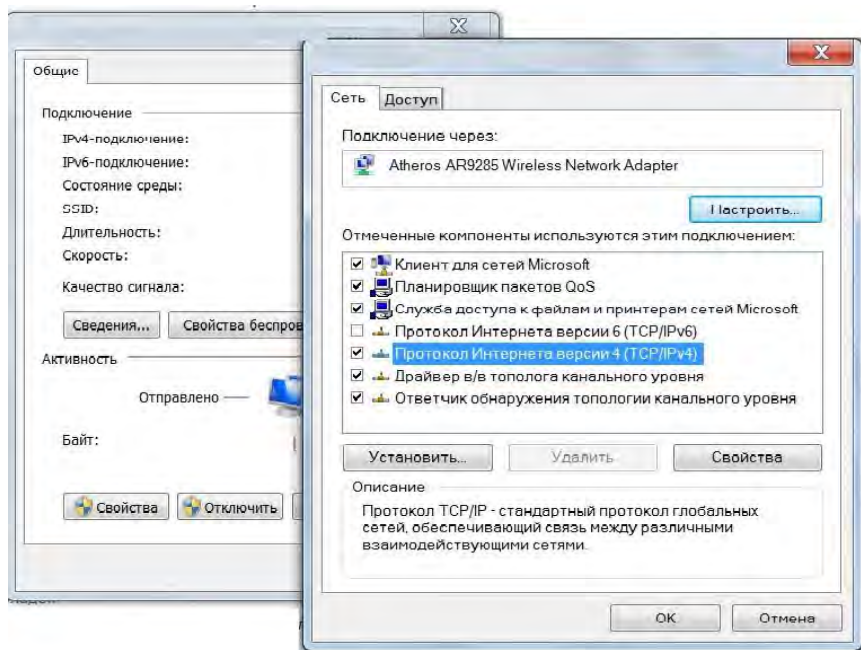 Общие
Подключение
IPv4-подключение:
IPv6-подключение:
Состояние среды:
SSID:
Длительность:
Скорость:
Качество сигнала:
Сведения... Свойства беспров
Активность
Отправлено
Байт:
Свойства Отключить
Сеть Доступ
Подключение через:
Atheros AR9285 Wireless Network Adapter
Настроить...
Отмеченные компоненты используются этим подключением:
Клиент для сетей Microsoft
Планировщик пакетов QoS
Служба доступа к файлам и принтерам сетей Microsoft
Протокол Интернета версии 6 (TCP/IPv6)
Протокол Интернета версии 4 (TCP/IPv4)
Драйвер в/в тополога канального уровня
Ответчик обнаружения топологии канального уровня
Установить... Удалить Свойства
Описание
Протокол TCP/IP - стандартный протокол глобальных
сетей, обеспечивающий связь между различными
взаимодействующими сетями.
OK Отмена